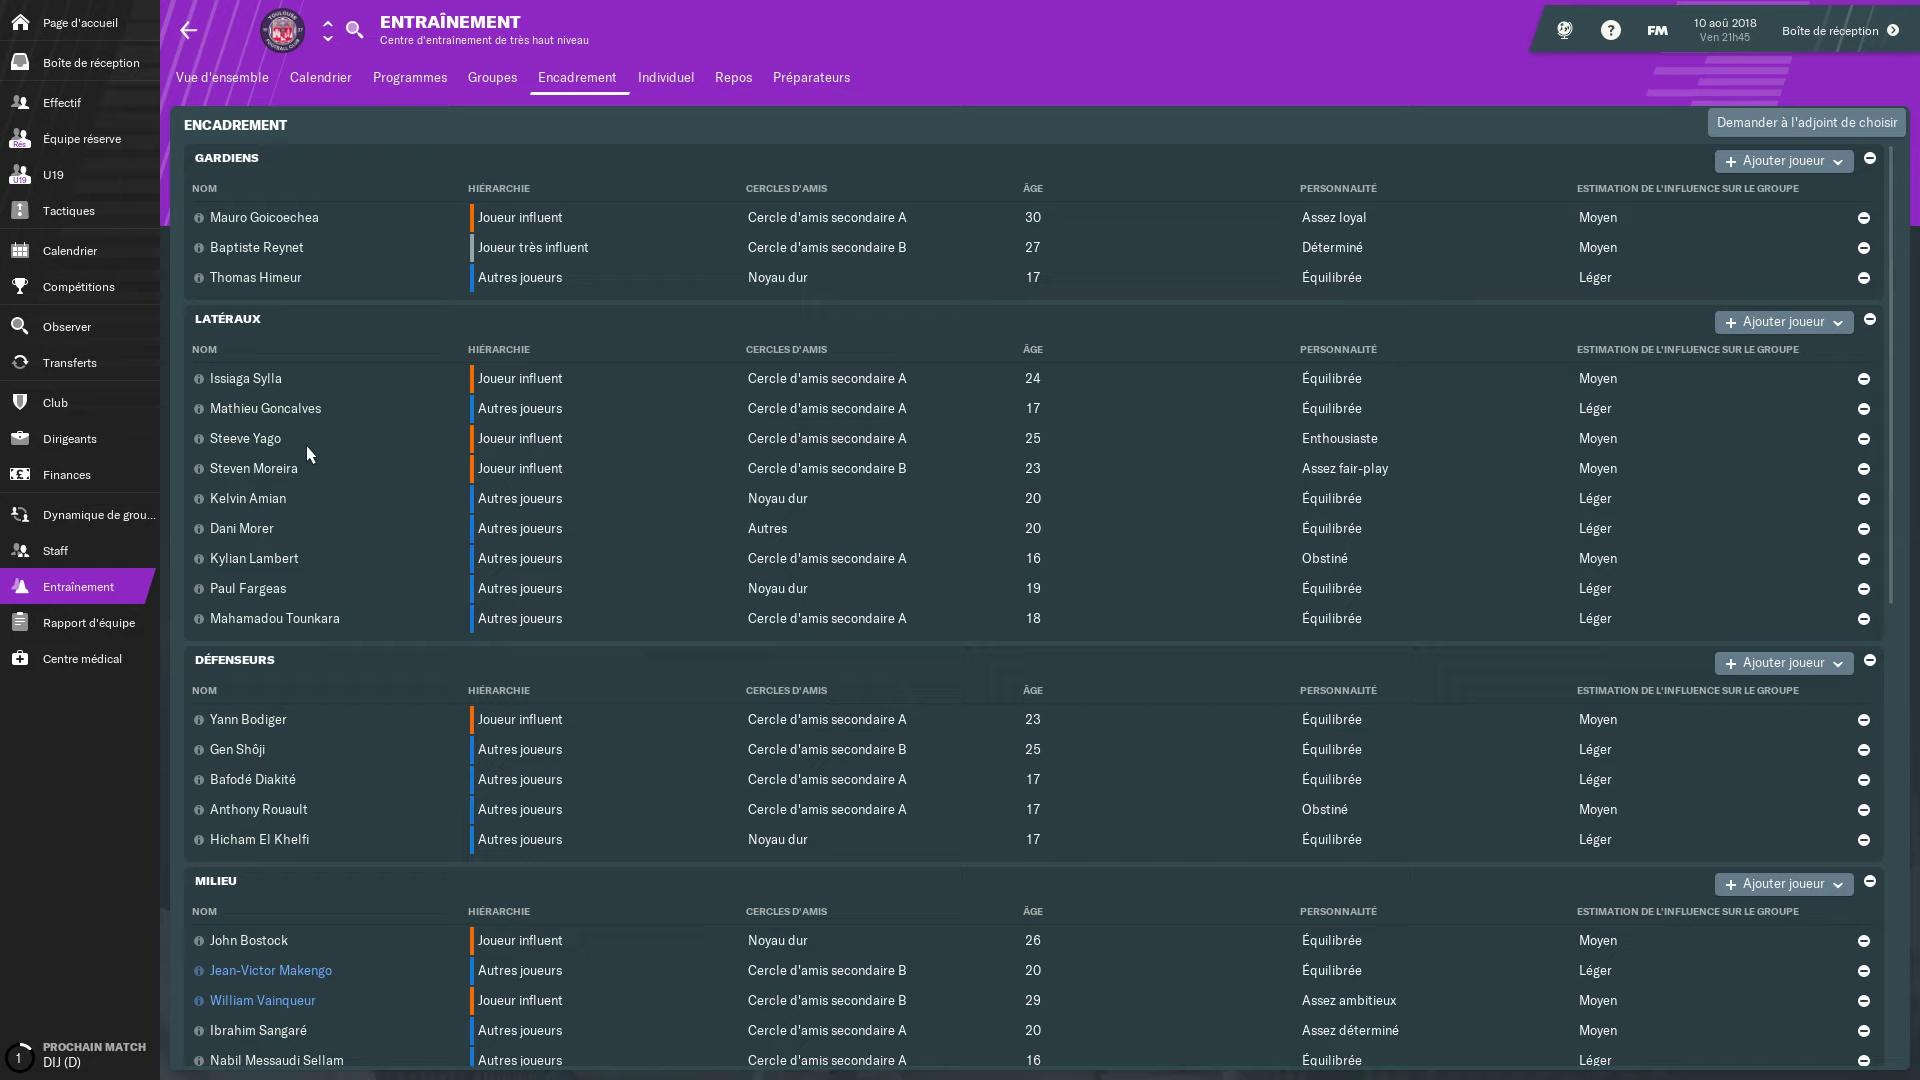 Page d'accueil
Boîte de réception
Effectif
Équipe réserve
Rés
U19
U19
Tactiques
Calendrier
Compétitions
Observer
Transferts
Club
Dirigeants
Finances
Dynamique de grou...
Staff
Entraînement
Rapport d'équipe
Centre médical
1
PROCHAIN MATCH
DIJ (D)
TOULOUSE
FOOTBALL CLUB
ENTRAÎNEMENT
Centre d'entraînement de très haut niveau
?
FM
10 aoû 2018
Ven 21h45
Boîte de réception
Vue d'ensemble Calendrier Programmes Groupes Encadrement Individuel Repos Préparateurs
ENCADREMENT
Demander à l'adjoint de choisir
GARDIENS
Ajouter joueur
NOM HIÉRARCHIE CERCLES D'AMIS ÂGE PERSONNALITÉ ESTIMATION DE L'INFLUENCE SUR LE GROUPE
Mauro Goicoechea Joueur influent Cercle d'amis secondaire A 30 Assez loyal Moyen
Baptiste Reynet Joueur très influent Cercle d'amis secondaire B 27 Déterminé Moyen
Thomas Himeur Autres joueurs Noyau dur 17 Équilibrée Léger
LATÉRAUX
Ajouter joueur
NOM HIÉRARCHIE CERCLES D'AMIS ÂGE PERSONNALITÉ ESTIMATION DE L'INFLUENCE SUR LE GROUPE
Issiaga Sylla Joueur influent Cercle d'amis secondaire A 24 Équilibrée Moyen
Mathieu Goncalves Autres joueurs Cercle d'amis secondaire A 17 Équilibrée Léger
Steeve Yago Joueur influent Cercle d'amis secondaire A 25 Enthousiaste Moyen
Steven Moreira Joueur influent Cercle d'amis secondaire B 23 Assez fair-play Moyen
Kelvin Amian Autres joueurs Noyau dur 20 Équilibrée Léger
Dani Morer Autres joueurs Autres 20 Équilibrée Léger
Kylian Lambert Autres joueurs Cercle d'amis secondaire A 16 Obstiné Moyen
Paul Fargeas Autres joueurs Noyau dur 19 Équilibrée Léger
Mahamadou Tounkara Autres joueurs Cercle d'amis secondaire A 18 Équilibrée Léger
DÉFENSEURS
Ajouter joueur
NOM HIÉRARCHIE CERCLES D'AMIS ÂGE PERSONNALITÉ ESTIMATION DE L'INFLUENCE SUR LE GROUPE
Yann Bodiger Joueur influent Cercle d'amis secondaire A 23 Équilibrée Moyen
Gen Shôji Autres joueurs Cercle d'amis secondaire B 25 Équilibrée Léger
Bafodé Diakité Autres joueurs Cercle d'amis secondaire A 17 Équilibrée Léger
Anthony Rouault Autres joueurs Cercle d'amis secondaire A 17 Obstiné Moyen
Hicham El Khelfi Autres joueurs Noyau dur 17 Équilibrée Léger
MILIEU
Ajouter joueur
NOM HIÉRARCHIE CERCLES D'AMIS ÂGE PERSONNALITÉ ESTIMATION DE L'INFLUENCE SUR LE GROUPE
John Bostock Joueur influent Noyau dur 26 Équilibrée Moyen
Jean-Victor Makengo Autres joueurs Cercle d'amis secondaire B 20 Équilibrée Léger
William Vainqueur Joueur influent Cercle d'amis secondaire B 29 Assez ambitieux Moyen
Ibrahim Sangaré Autres joueurs Cercle d'amis secondaire A 20 Assez déterminé Moyen
Nabil Messaudi Sellam Autres joueurs Cercle d'amis secondaire A 16 Équilibrée Léger